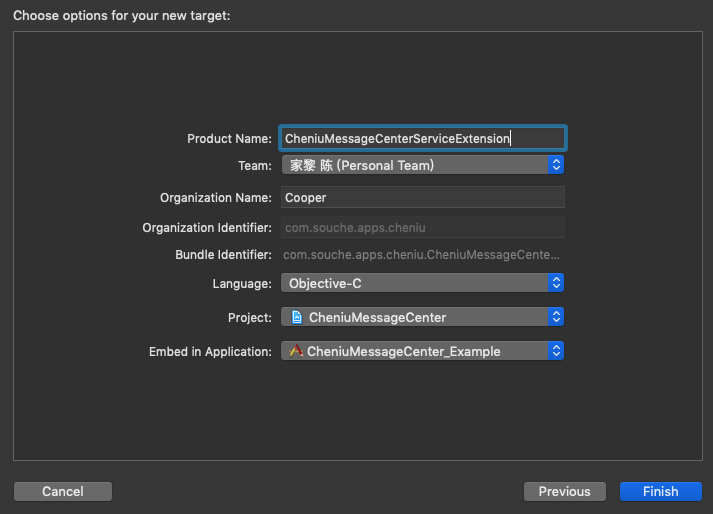 Choose options for your new target:
Product Name: CheniuMessageCenterServiceExtension
Team: 家黎 陈 (Personal Team)
Organization Name: Cooper
Organization Identifier: com.souche.apps.cheniu
Bundle Identifier: com.souche.apps.cheniu.CheniuMessageCente...
Language: Objective-C
Project: CheniuMessageCenter
Embed in Application: CheniuMessageCenter_Example
Cancel Previous Finish